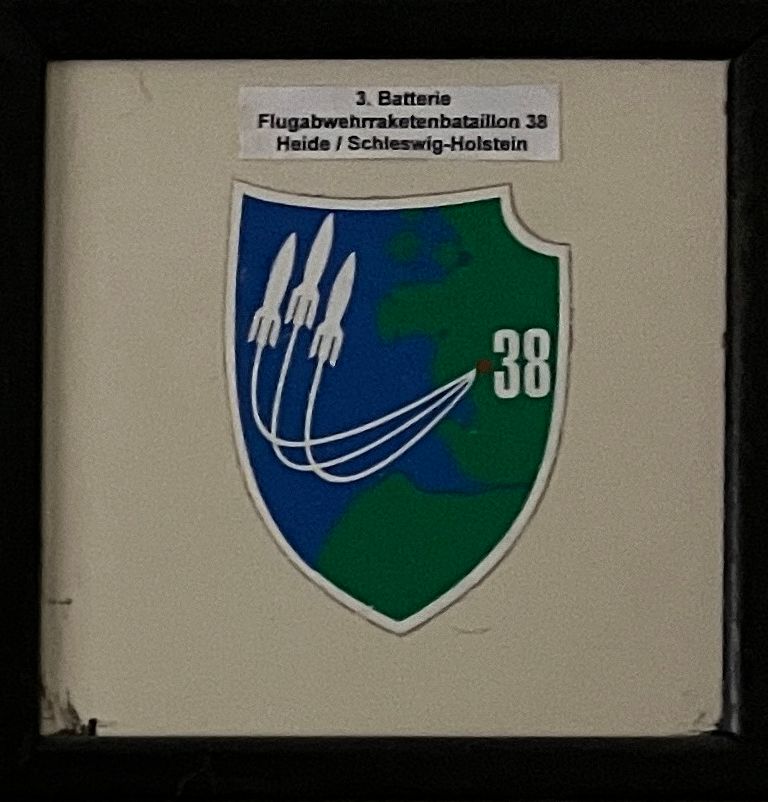 3. Batterie
Flugabwehrraketenbataillon 38
Heide / Schleswig-Holstein
38